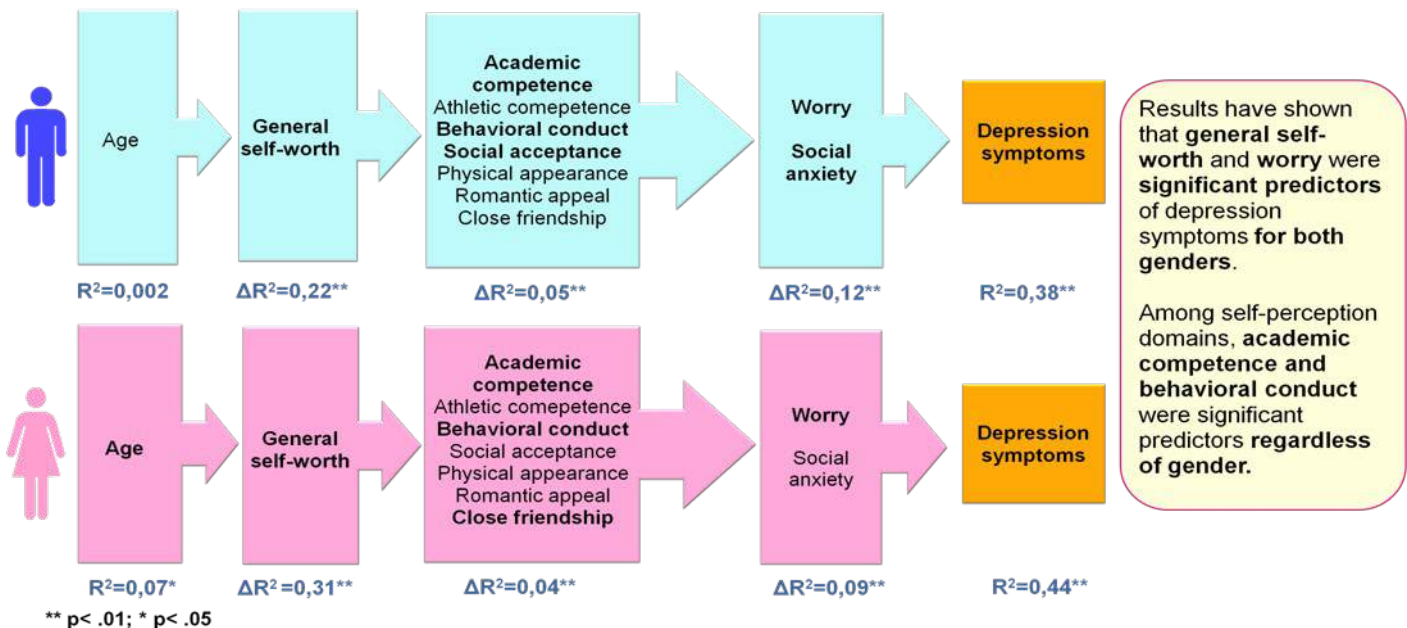 Age
General
self-worth
Academic
competence
Athletic comepetence
Behavioral conduct
Social acceptance
Physical appearance
Romantic appeal
Close friendship
Worry
Social
anxiety
Depression
symptoms
R²=0,002
ΔR²=0,22**
ΔR²=0,05**
ΔR²=0,12**
R²=0,38**
Age
General
self-worth
Academic
competence
Athletic comepetence
Behavioral conduct
Social acceptance
Physical appearance
Romantic appeal
Close friendship
Worry
Social
anxiety
Depression
symptoms
R²=0,07*
ΔR²=0,31**
ΔR²=0,04**
ΔR²=0,09**
R²=0,44**
** p< .01; * p< .05
Results have shown
that general self-
worth and worry were
significant predictors
of depression
symptoms for both
genders.
Among self-perception
domains, academic
competence and
behavioral conduct
were significant
predictors regardless
of gender.